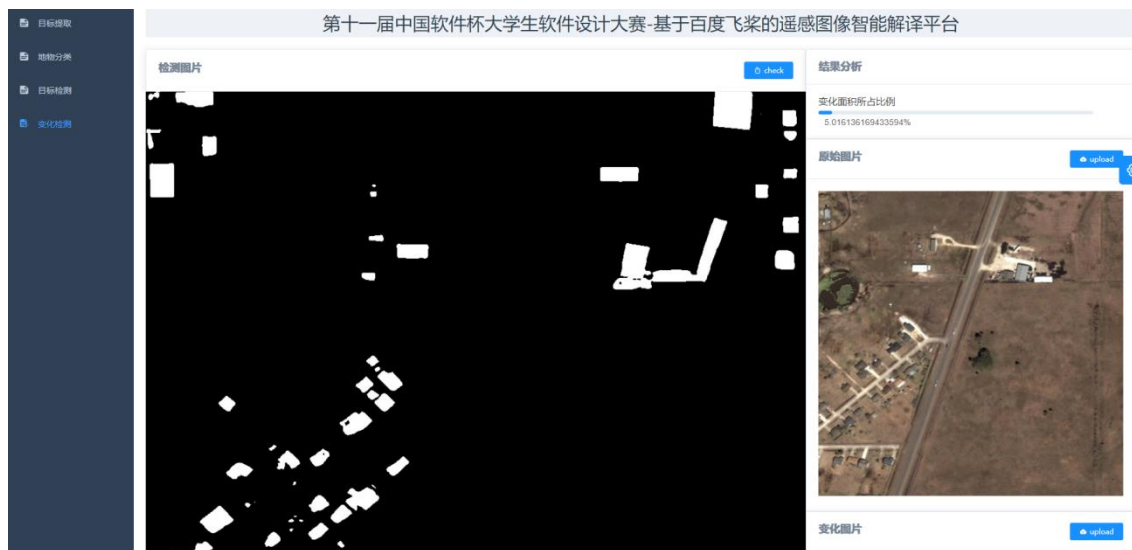 目标提取
地物分类
目标检测
变化检测
第十一届中国软件杯大学生软件设计大赛-基于百度飞桨的遥感图像智能解译平台
检测图片
check
结果分析
变化面积所占比例
5.016136169433594%
原始图片
upload
变化图片
upload